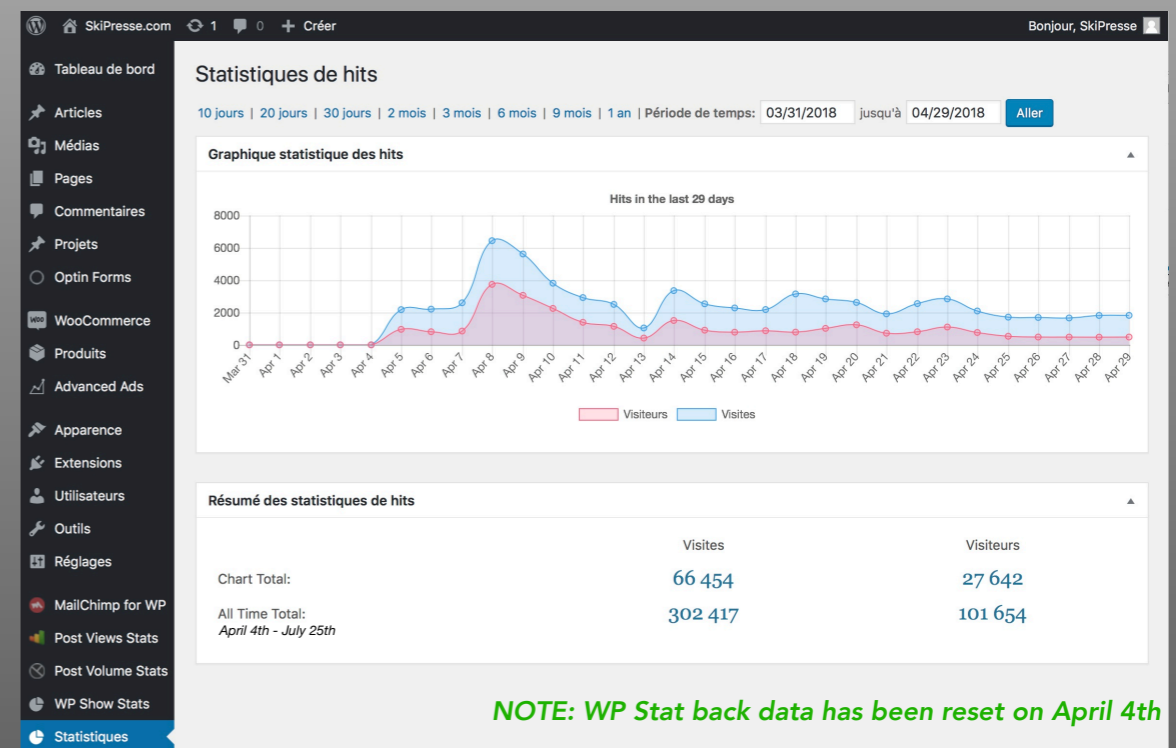 SkiPresse.com 1 0 + Créer Bonjour, SkiPresse
Tableau de bord
Articles
Médias
Pages
Commentaires
Projets
Optin Forms
WooCommerce
Produits
Advanced Ads
Apparence
Extensions
Utilisateurs
Outils
Réglages
MailChimp for WP
Post Views Stats
Post Volume Stats
WP Show Stats
Statistiques
Statistiques de hits
10 jours | 20 jours | 30 jours | 2 mois | 3 mois | 6 mois | 9 mois | 1 an | Période de temps: 03/31/2018 jusqu'à 04/29/2018 Aller
Graphique statistique des hits
Hits in the last 29 days
8000
6000
4000
2000
0
Mar 31 Apr 1 Apr 2 Apr 3 Apr 4 Apr 5 Apr 6 Apr 7 Apr 8 Apr 9 Apr 10 Apr 11 Apr 12 Apr 13 Apr 14 Apr 15 Apr 16 Apr 17 Apr 18 Apr 19 Apr 20 Apr 21 Apr 22 Apr 23 Apr 24 Apr 25 Apr 26 Apr 27 Apr 28 Apr 29
Visiteurs Visites
Résumé des statistiques de hits
Visites Visiteurs
Chart Total: 66 454 27 642
All Time Total: 302 417 101 654
April 4th - July 25th
NOTE: WP Stat back data has been reset on April 4th